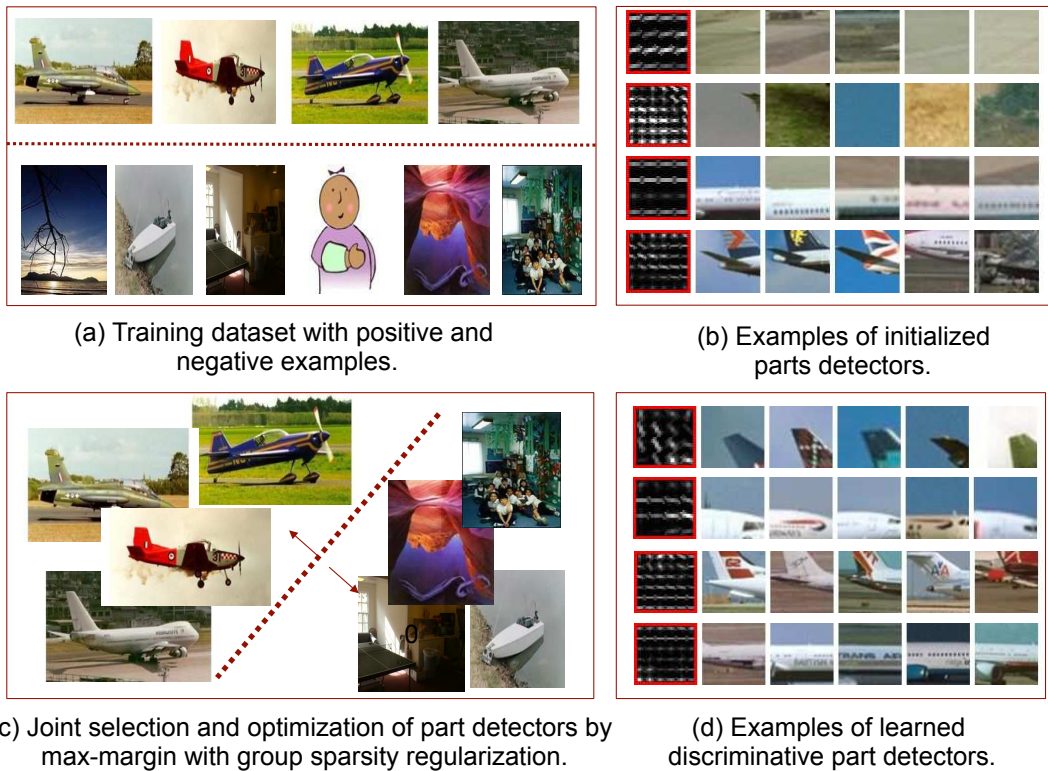 (a) Training dataset with positive and
negative examples.
(b) Examples of initialized
parts detectors.
0
c) Joint selection and optimization of part detectors by
max-margin with group sparsity regularization.
(d) Examples of learned
discriminative part detectors.